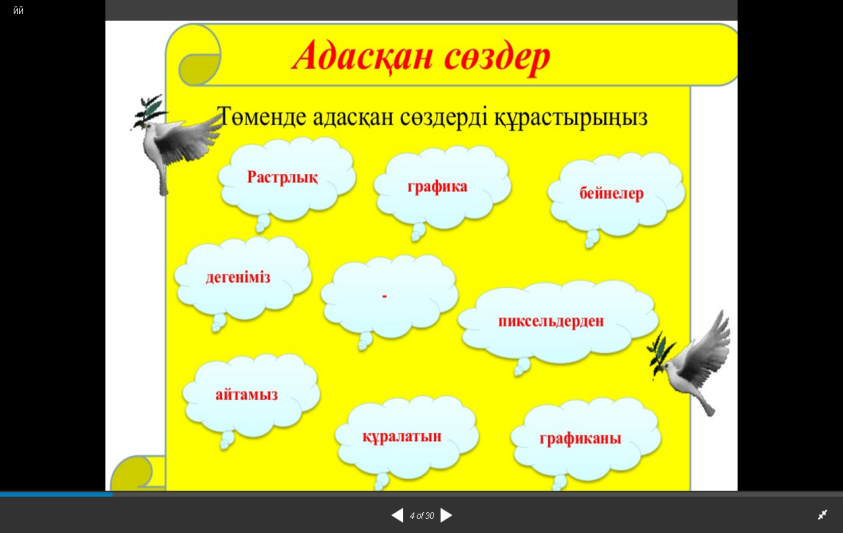 йй
Адасқан сөздер
Төменде адасқан сөздерді құрастырыңыз
Растрлық
графика
бейнелер
дегеніміз
-
пиксельдерден
айтамыз
құралатын
графиканы
4 of 30